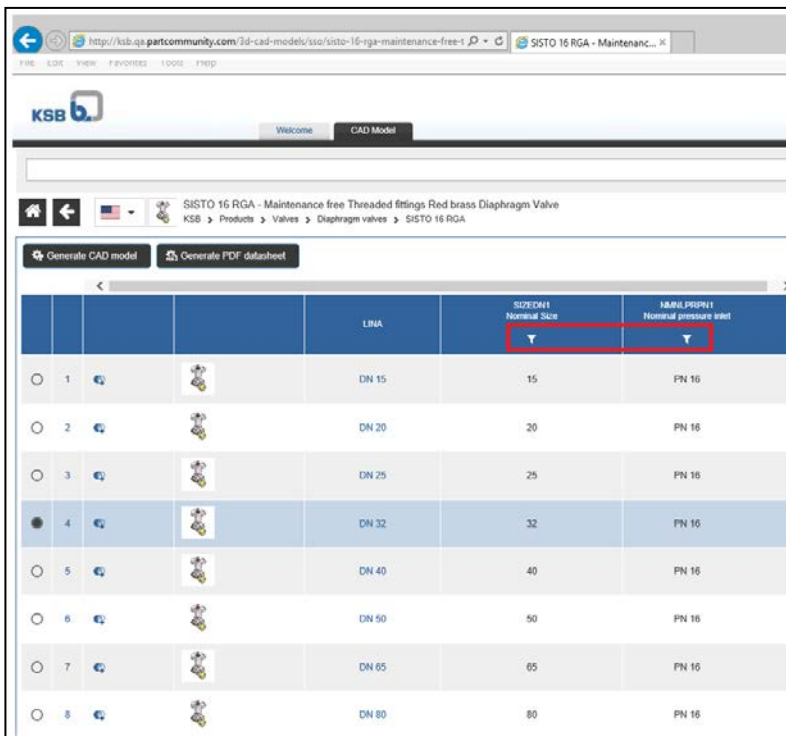 http://ksb.qa.partcommunity.com/3d-cad-models/sso/sisto-16-rga-maintenance-free-t
SISTO 16 RGA - Maintenanc...
File Edit View Favorites Tools Help
KSB b.
Welcome CAD Model
SISTO 16 RGA - Maintenance free Threaded fittings Red brass Diaphragm Valve
KSB > Products > Valves > Diaphragm valves > SISTO 16 RGA
Generate CAD model Generate PDF datasheet
LINA SIZEDN1 Nominal Size NMNLPRPN1 Nominal pressure inlet
1 DN 15 15 PN 16
2 DN 20 20 PN 16
3 DN 25 25 PN 16
4 DN 32 32 PN 16
5 DN 40 40 PN 16
6 DN 50 50 PN 16
7 DN 65 65 PN 16
8 DN 80 80 PN 16